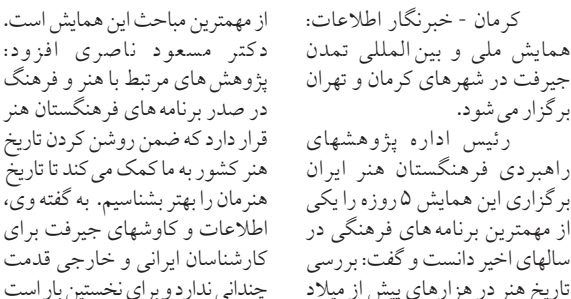 کرمان - خبرنگار اطلاعات:
همایش ملی و بین المللی تمدن
جیرفت در شهرهای کرمان و تهران
برگزار می شود.
رئیس اداره پژوهشهای
راهبردی فرهنگستان هنر ایران
برگزاری این همایش ۵ روزه را یکی
از مهمترین برنامه های فرهنگی در
سالهای اخیر دانست و گفت: بررسی
تاریخ هنر در هزارهای پیش از میلاد
از مهمترین مباحث این همایش است.
دکتر مسعود ناصری افزود:
پژوهش های مرتبط با هنر و فرهنگ
در صدر برنامه های فرهنگستان هنر
قرار دارد که ضمن روشن کردن تاریخ
هنر کشور به ما کمک می کند تا تاریخ
هنرمان را بهتر بشناسیم. به گفته وی،
اطلاعات و کاوشهای جیرفت برای
کارشناسان ایرانی و خارجی قدمت
چندانی ندارد و برای نخستین بار است